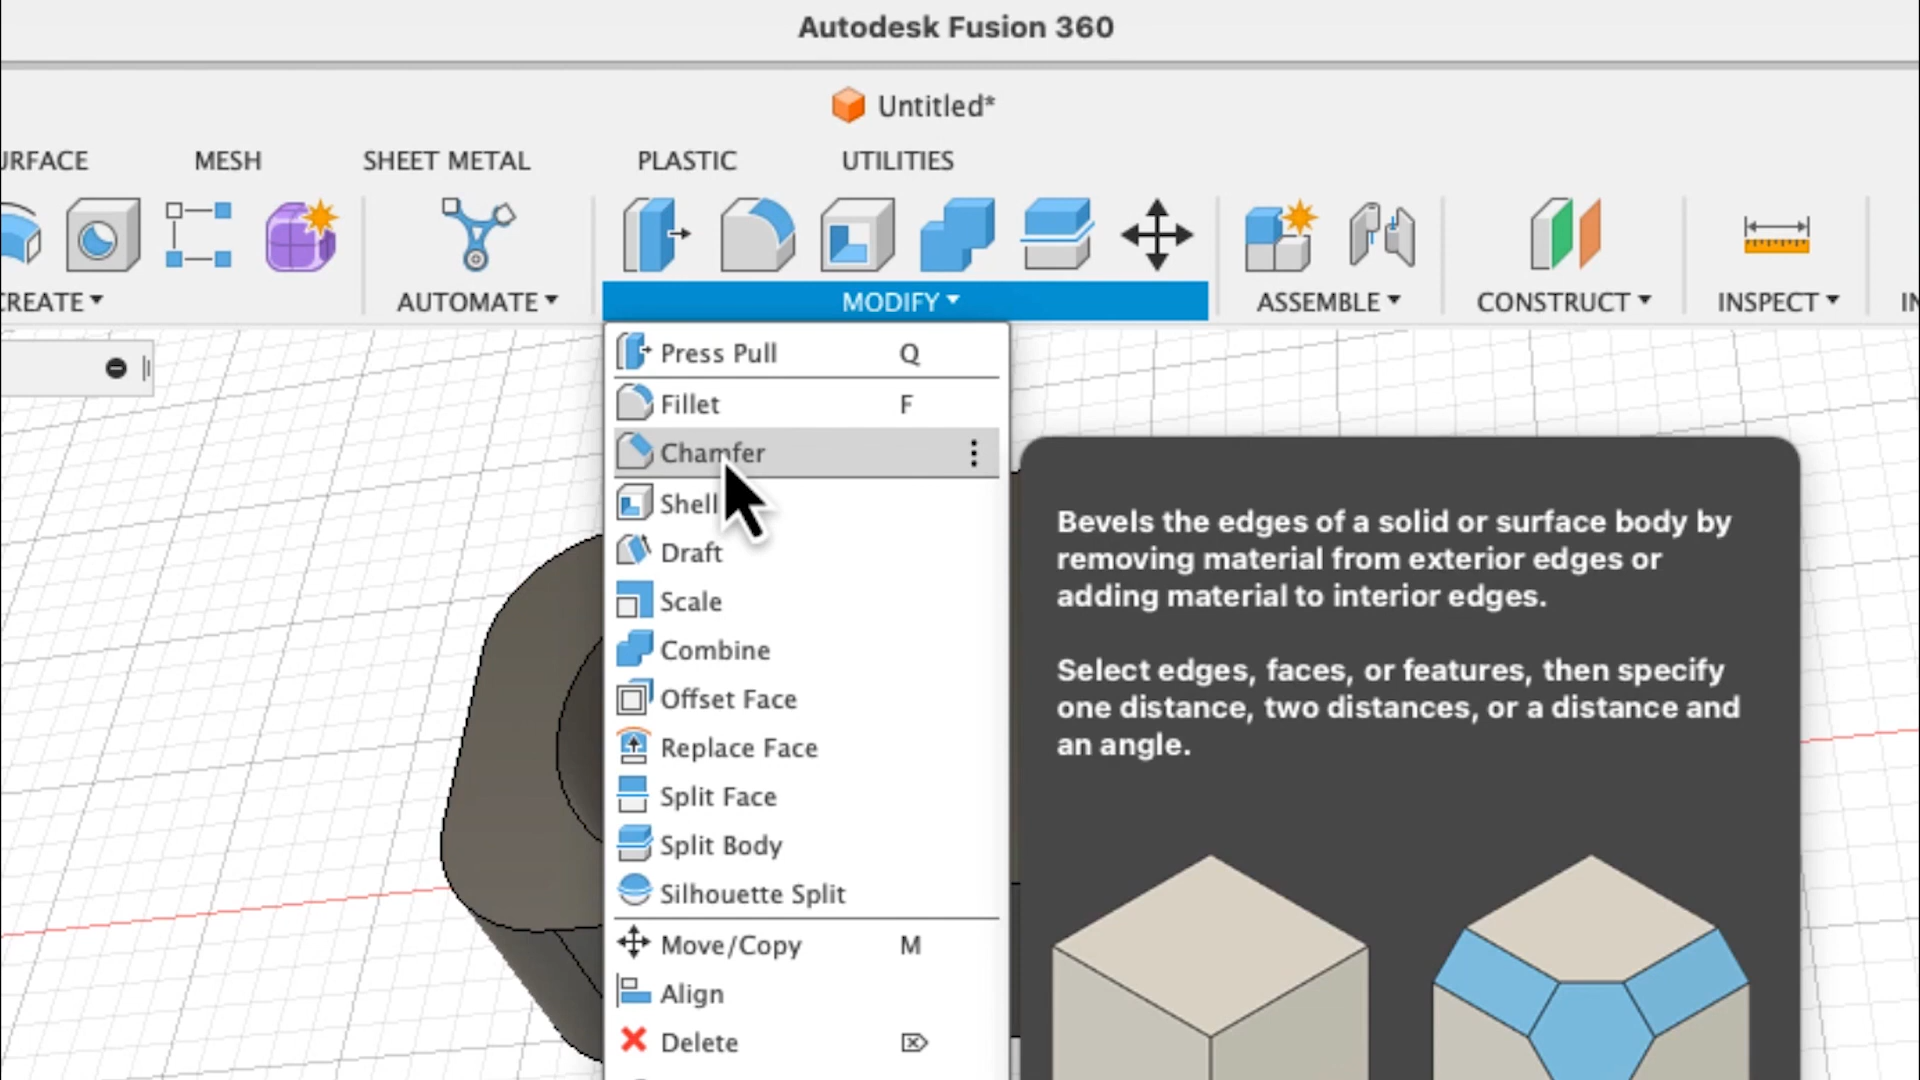 Autodesk Fusion 360
Untitled*
URFACE MESH SHEET METAL PLASTIC UTILITIES
CREATE AUTOMATE MODIFY ASSEMBLE CONSTRUCT INSPECT
Press Pull Q
Fillet F
Chamfer
Shell
Draft
Scale
Combine
Offset Face
Replace Face
Split Face
Split Body
Silhouette Split
Move/Copy M
Align
Delete
Bevels the edges of a solid or surface body by
removing material from exterior edges or
adding material to interior edges.
Select edges, faces, or features, then specify
one distance, two distances, or a distance and
an angle.